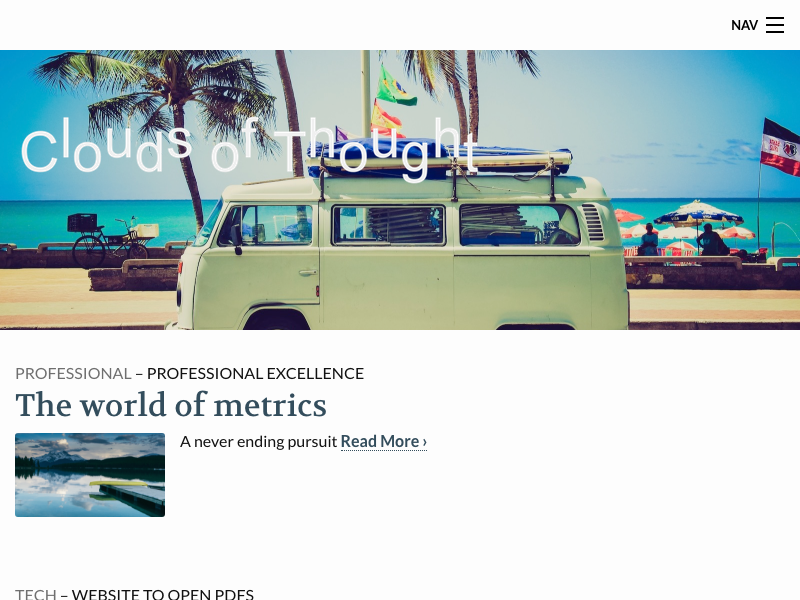 NAV
Clouds of Thought
PROFESSIONAL – PROFESSIONAL EXCELLENCE
The world of metrics
A never ending pursuit Read More ›
TECH – WEBSITE TO OPEN PDFS